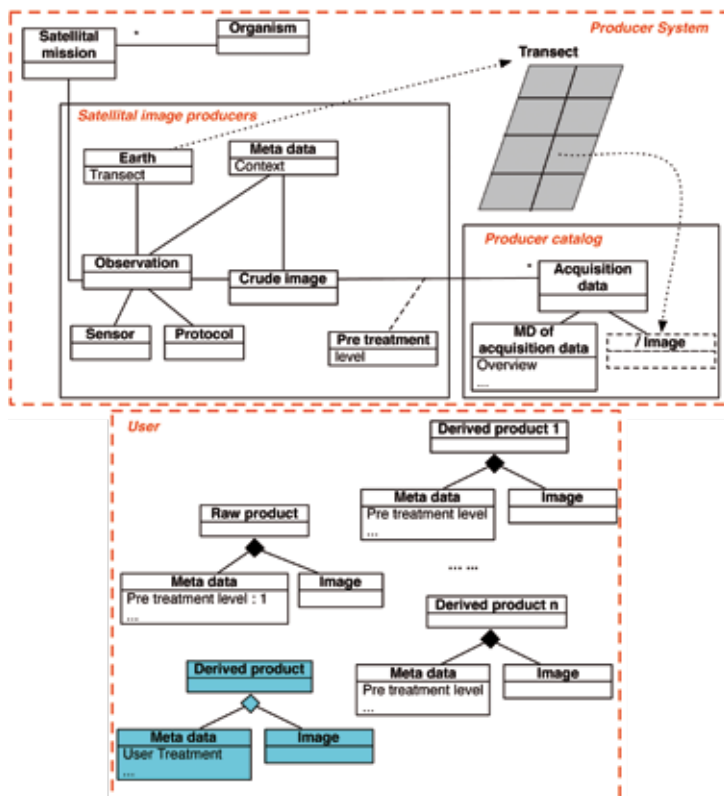 Producer System
Satellital
mission
*
Organism
Transect
Satellital image producers
Earth
Transect
Meta data
Context
Observation
Crude image
Sensor
Protocol
Pre treatment
level
Producer catalog
*
Acquisition
data
MD of
acquisition data
Overview
....
/ Image
User
Derived product 1
Meta data
Pre treatment level
...
Image
Raw product
Meta data
Pre treatment level : 1
...
Image
... ...
Derived product n
Meta data
Pre treatment level
...
Image
Derived product
Meta data
User Treatment
...
Image